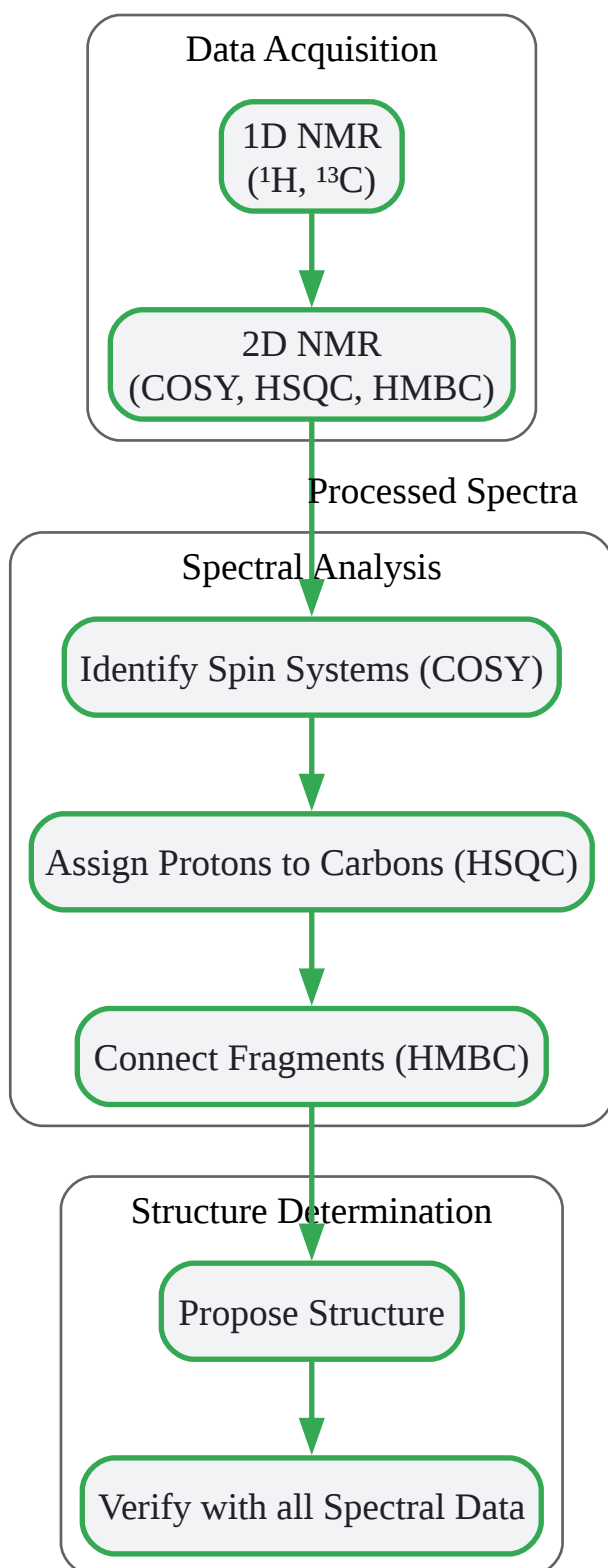 Data Acquisition
1D NMR
(¹H, ¹³C)
2D NMR
(COSY, HSQC, HMBC)
Processed Spectra
Spectral Analysis
Identify Spin Systems (COSY)
Assign Protons to Carbons (HSQC)
Connect Fragments (HMBC)
Structure Determination
Propose Structure
Verify with all Spectral Data